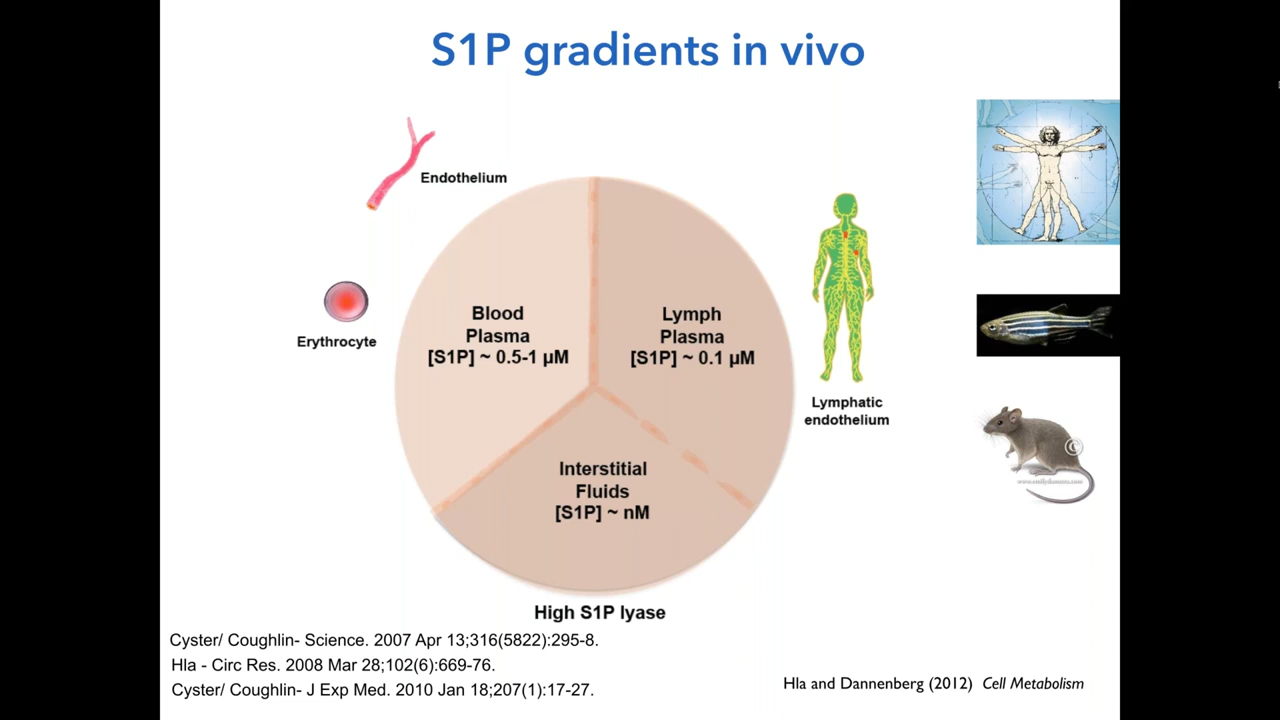 S1P gradients in vivo
Endothelium
Erythrocyte
Blood
Plasma
[S1P] ~ 0.5-1 µM
Lymph
Plasma
[S1P] ~ 0.1 µM
Lymphatic
endothelium
Interstitial
Fluids
[S1P] ~ nM
High S1P lyase
Cyster/ Coughlin- Science. 2007 Apr 13;316(5822):295-8.
Hla - Circ Res. 2008 Mar 28;102(6):669-76.
Cyster/ Coughlin- J Exp Med. 2010 Jan 18;207(1):17-27.
Hla and Dannenberg (2012) Cell Metabolism
©